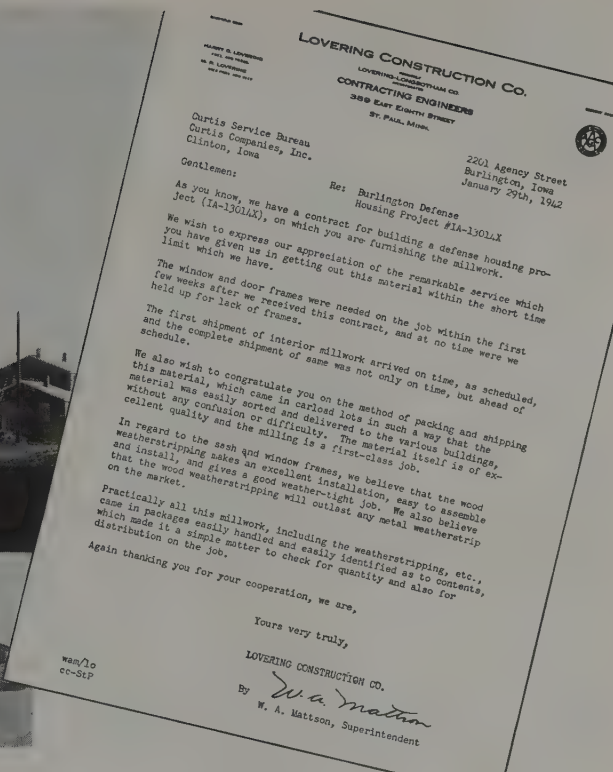 HARRY G. LOVERING
W. R. LOVERING
LOVERING CONSTRUCTION CO.
LOVERING-LONGBOTHAM CO.
CONTRACTING ENGINEERS
389 EAST EIGHTH STREET
ST. PAUL, MINN.
Curtis Service Bureau
Curtis Companies, Inc.
Clinton, Iowa
2201 Agency Street
Burlington, Iowa
January 29th, 1942
Gentlemen:
Re: Burlington Defense
Housing Project #IA-13014X
As you know, we have a contract for building a defense housing pro-
ject (IA-13014X), on which you are furnishing the millwork.
We wish to express our appreciation of the remarkable service which
you have given us in getting out this material within the short time
limit which we have.
The window and door frames were needed on the job within the first
few weeks after we received this contract, and at no time were we
held up for lack of frames.
The first shipment of interior millwork arrived on time, as scheduled,
and the complete shipment of same was not only on time, but ahead of
schedule.
We also wish to congratulate you on the method of packing and shipping
this material, which came in carload lots in such a way that the
material was easily sorted and delivered to the various buildings,
without any confusion or difficulty. The material itself is of ex-
cellent quality and the milling is a first-class job.
In regard to the sash and window frames, we believe that the wood
weatherstripping makes an excellent installation, easy to assemble
and install, and gives a good weather-tight job. We also believe
that the wood weatherstripping will outlast any metal weatherstrip
on the market.
Practically all this millwork, including the weatherstripping, etc.,
came in packages easily handled and easily identified as to contents,
which made it a simple matter to check for quantity and also for
distribution on the job.
Again thanking you for your cooperation, we are,
Yours very truly,
LOVERING CONSTRUCTION CO.
By W. A. Mattson
W. A. Mattson, Superintendent
wam/lo
cc-StP